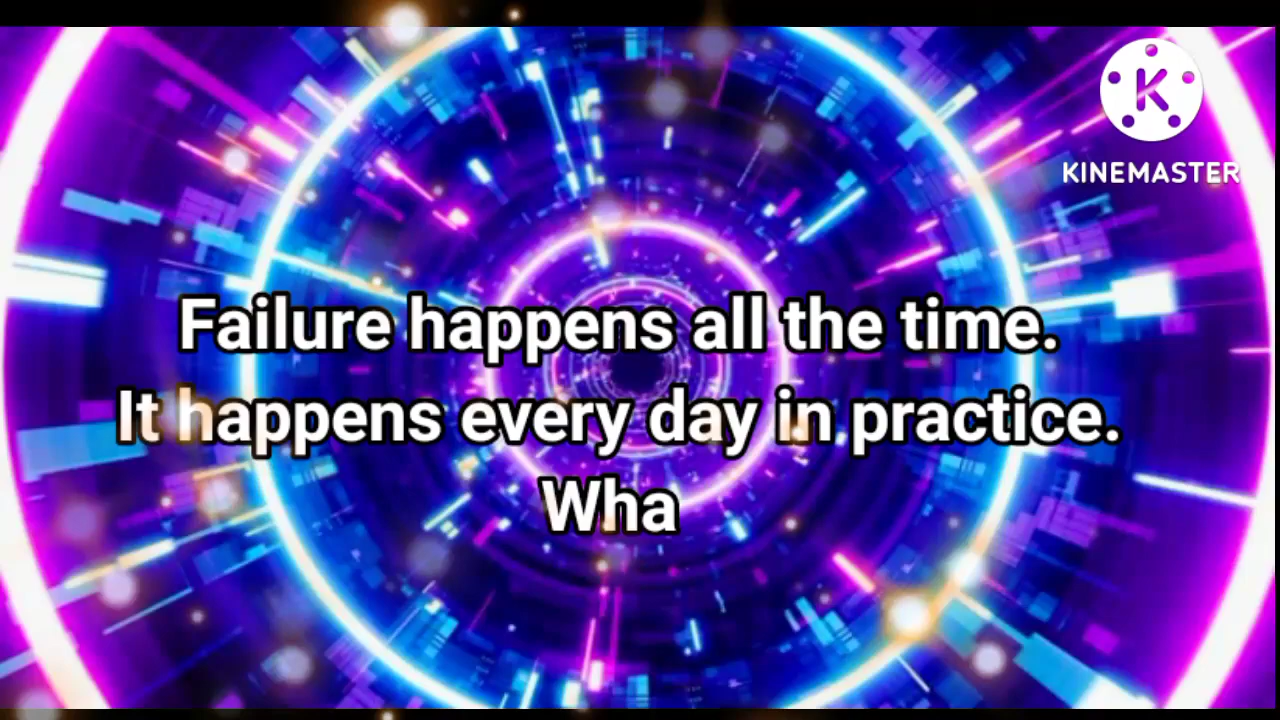 K
KINEMASTER
Failure happens all the time.
It happens every day in practice.
Wha